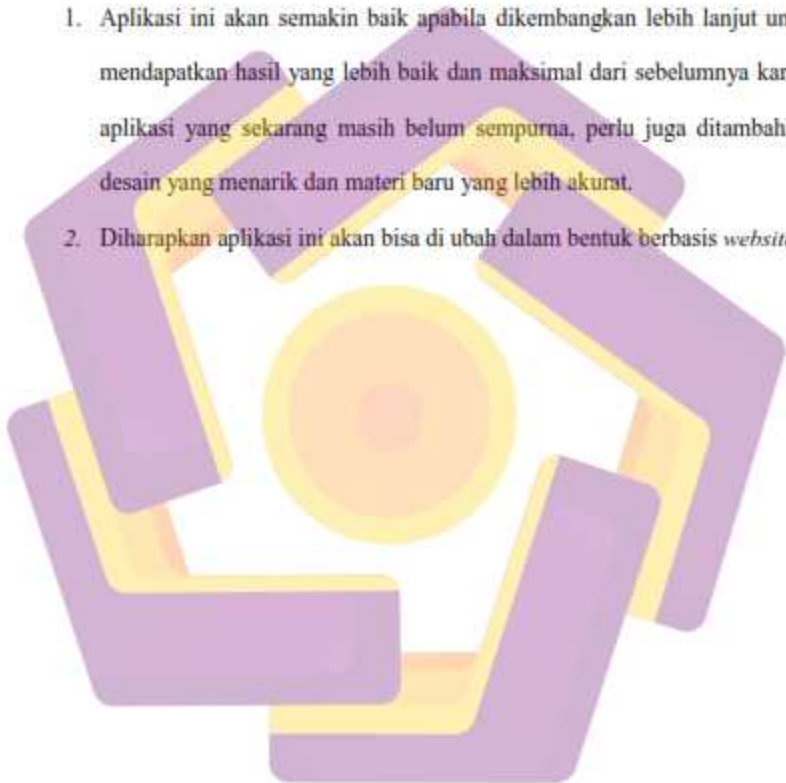 1. Aplikasi ini akan semakin baik apabila dikembangkan lebih lanjut un
mendapatkan hasil yang lebih baik dan maksimal dari sebelumnya kar
aplikasi yang sekarang masih belum sempurna, perlu juga ditambah
desain yang menarik dan materi baru yang lebih akurat.
2. Diharapkan aplikasi ini akan bisa di ubah dalam bentuk berbasis websit